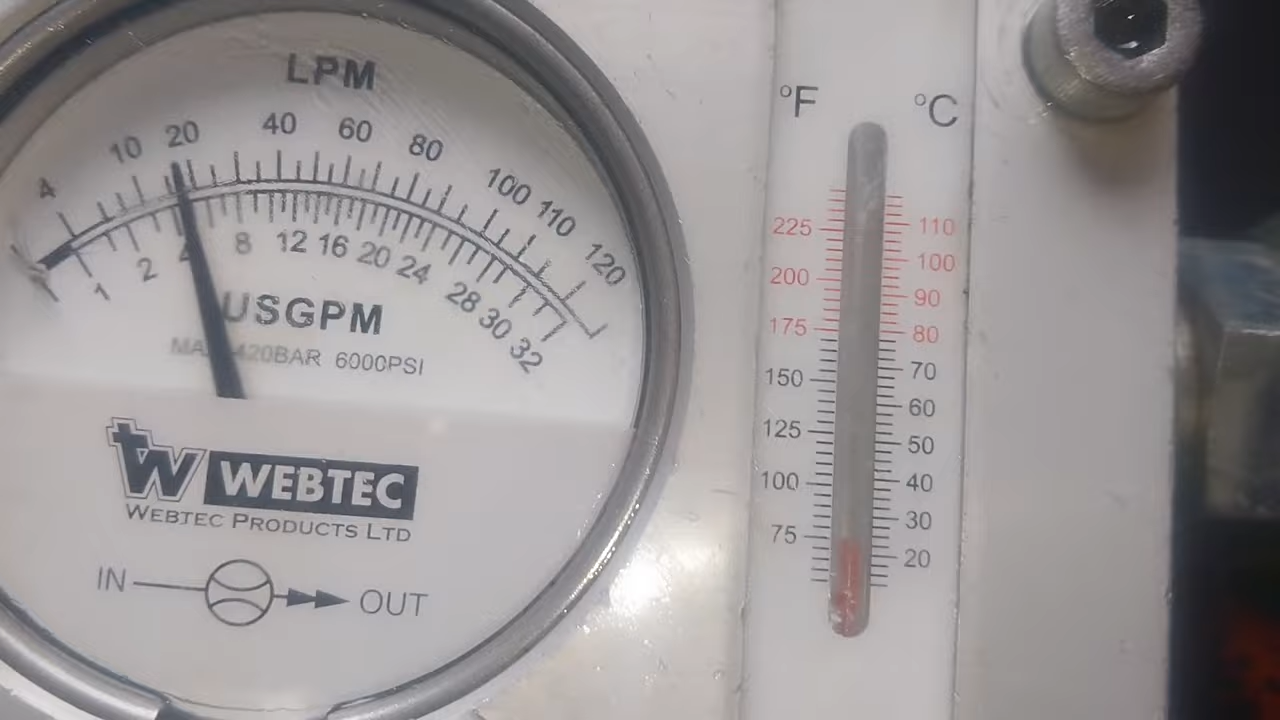 LPM
4 10 20 40 60 80 100 110 120
1 2 4 8 12 16 20 24 28 30 32
USGPM
420BAR 6000PSI
W WEBTEC
WEBTEC PRODUCTS LTD
IN OUT
°F °C
225 110
100
200
90
175 80
70
150
60
125
50
100 40
30
75
20